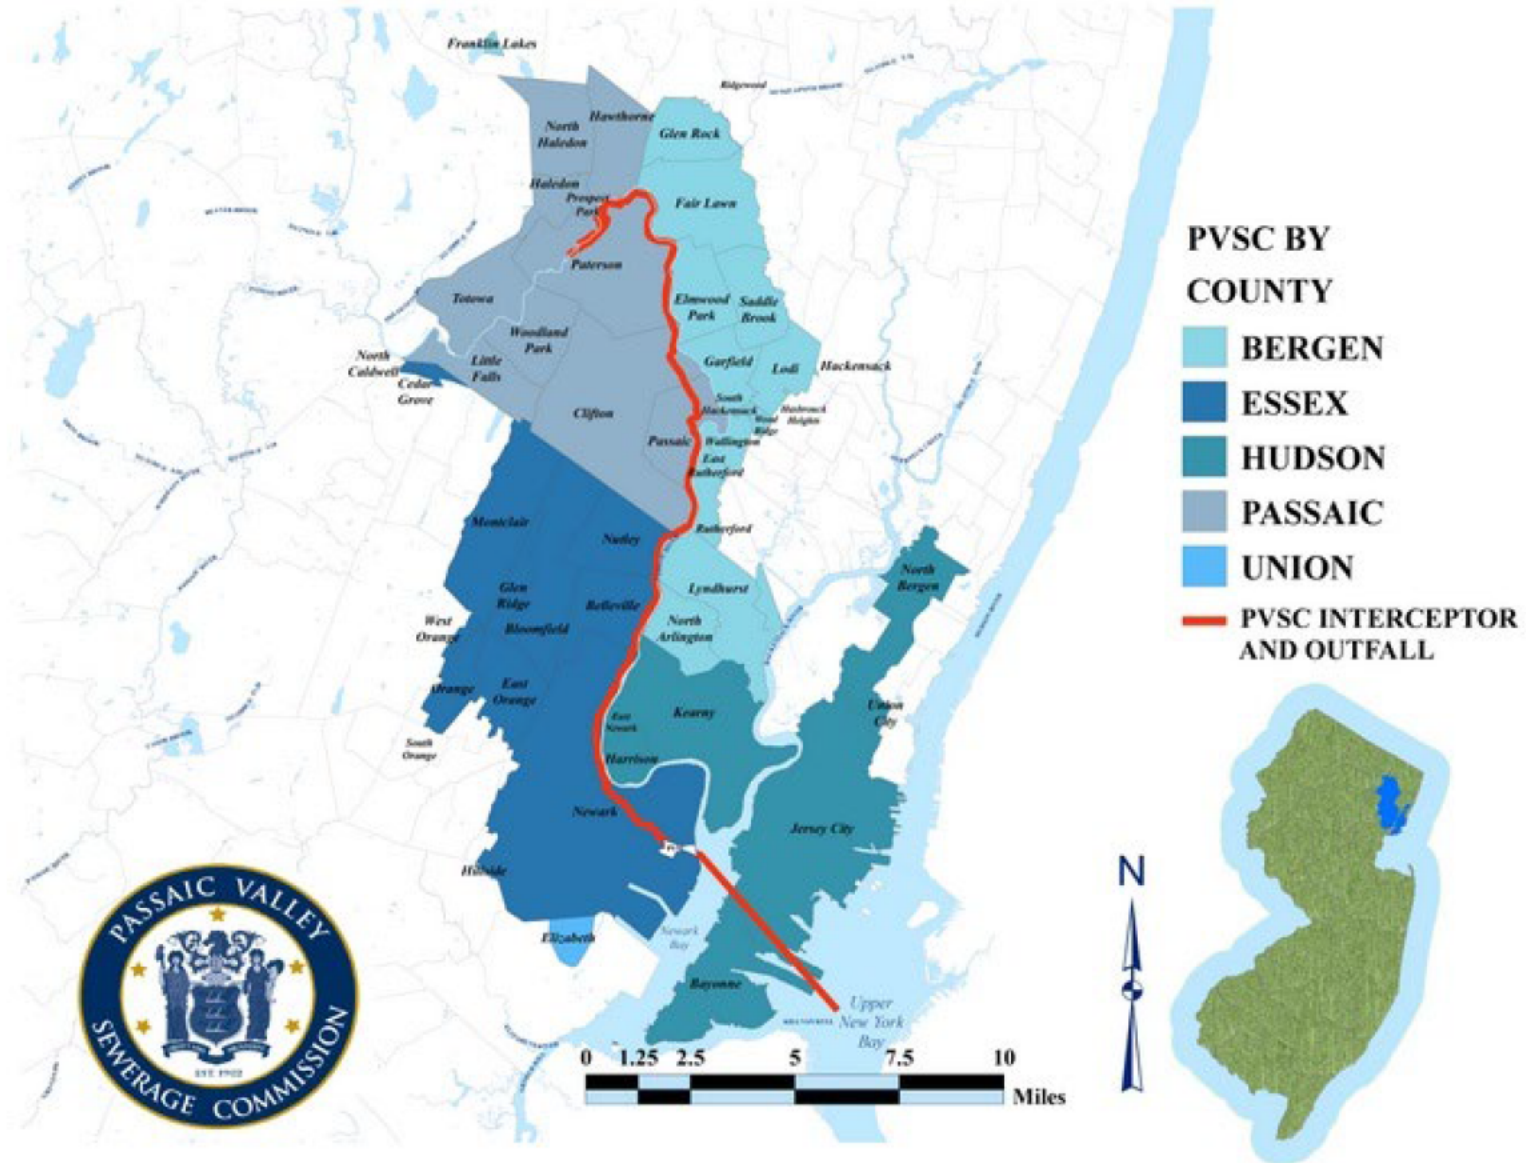 Franklin Lakes
Ridgewood
Hawthorne
North
Haledon
Glen Rock
Haledon
Prospect
Park
Fair Lawn
Paterson
Totowa
Elmwood
Park
Saddle
Brook
Woodland
Park
North
Caldwell
Little
Falls
Cedar
Grove
Garfield
Lodi
Hackensack
South
Hackensack
Hasbrouck
Heights
Wood
Ridge
Clifton
Passaic
Wallington
East
Rutherford
Montclair
Nutley
Rutherford
North
Bergen
Glen
Ridge
Belleville
Lyndhurst
West
Orange
Bloomfield
North
Arlington
Orange
East
Orange
East
Newark
Kearny
Union
City
South
Orange
Harrison
Newark
Jersey City
Hillside
Elizabeth
Newark
Bay
Bayonne
Upper
New York
Bay
PVSC BY
COUNTY
BERGEN
ESSEX
HUDSON
PASSAIC
UNION
PVSC INTERCEPTOR
AND OUTFALL
N
0 1.25 2.5 5 7.5 10
Miles
PASSAIC VALLEY
SEWERAGE COMMISSION
EST. 1902